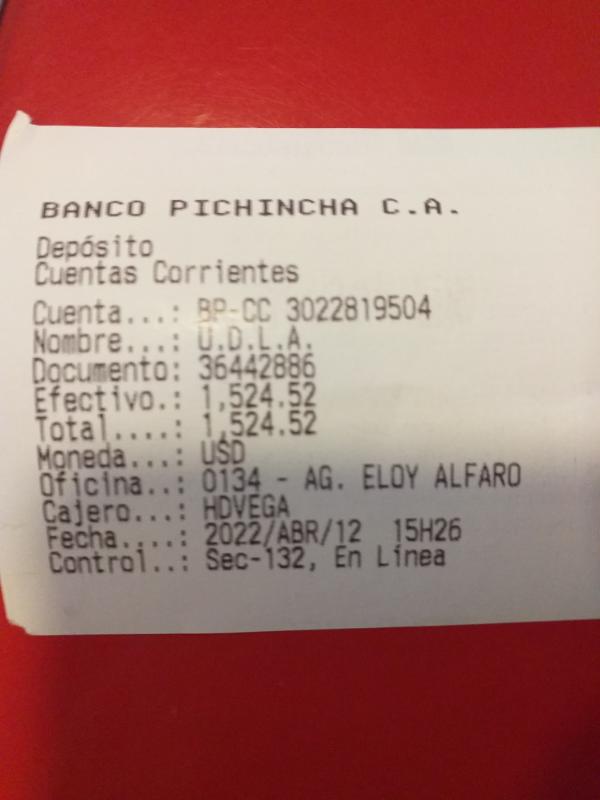 BANCO PICHINCHA C.A.
Depósito
Cuentas Corrientes
Cuenta...: BP-CC 3022819504
Nombre...: U.D.L.A.
Documento: 36442886
Efectivo.: 1,524.52
Total....: 1,524.52
Moneda...: USD
Oficina..: 0134 - AG. ELOY ALFARO
Cajero...: HDVEGA
Fecha....: 2022/ABR/12 15H26
Control..: Sec-132, En Línea